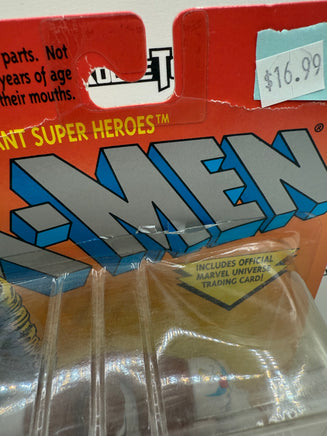 parts. Not
years of age
their mouths.
$16.99
ANT SUPER HEROES™
X-MEN®
INCLUDES OFFICIAL
MARVEL UNIVERSE
TRADING CARD!